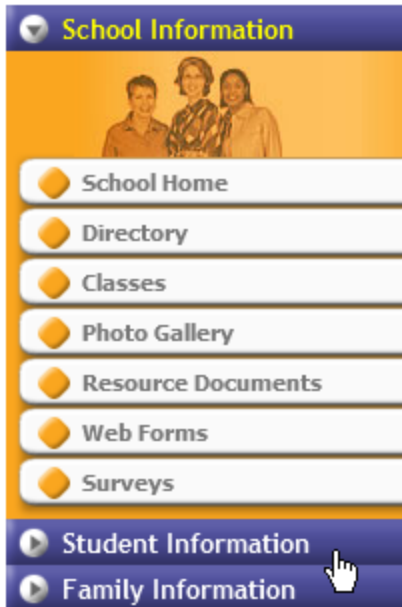 School Information
School Home
Directory
Classes
Photo Gallery
Resource Documents
Web Forms
Surveys
Student Information
Family Information